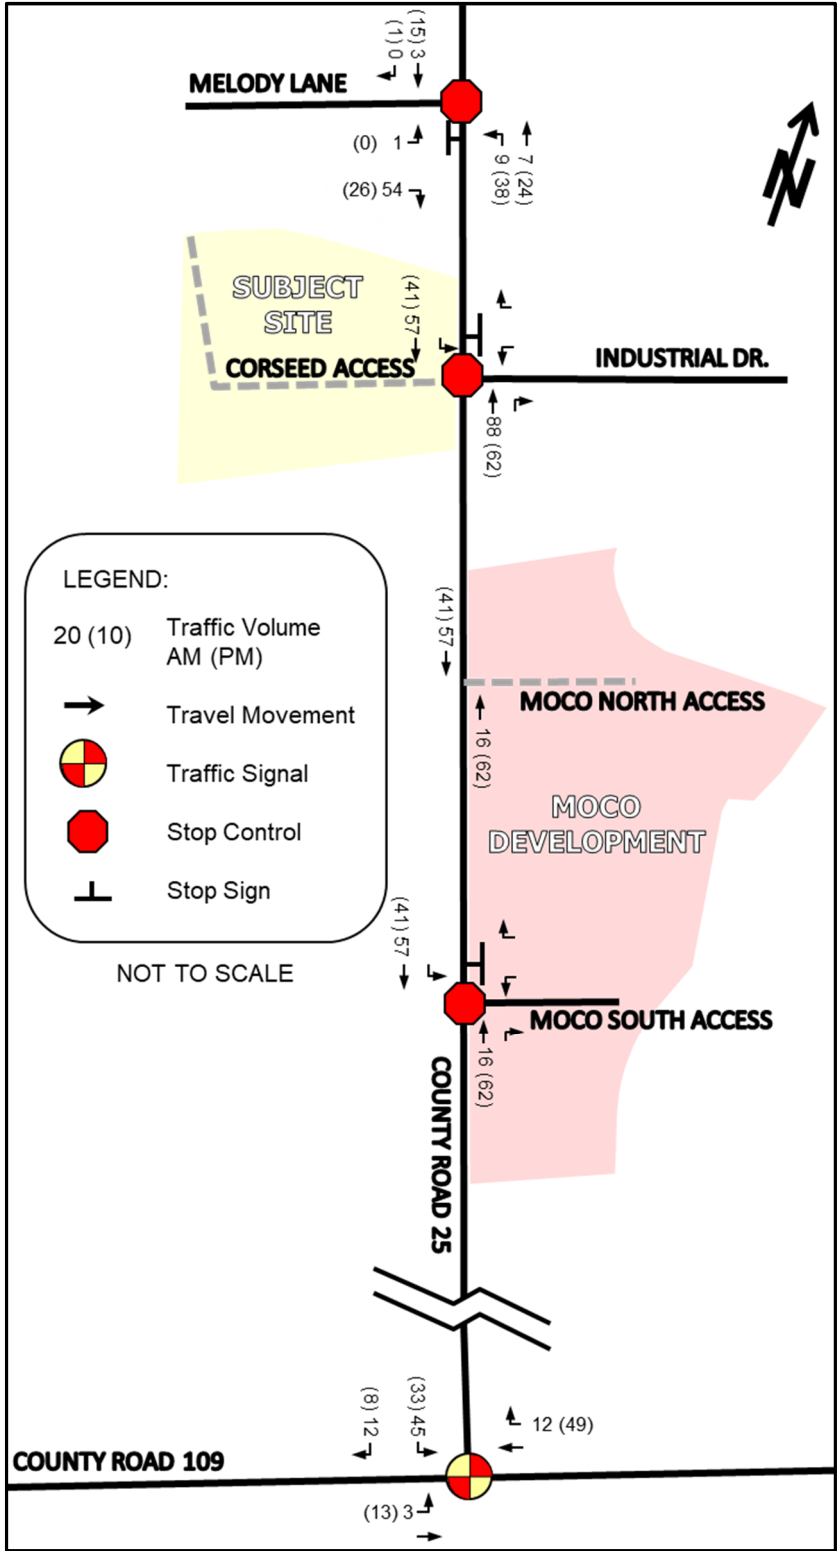 (15) 3
(1) 0
MELODY LANE
(0) 1
7 (24)
9 (38)
N
(26) 54
SUBJECT
SITE
(41) 57
CORSEED ACCESS
INDUSTRIAL DR.
88 (62)
LEGEND:
20 (10)
Traffic Volume
AM (PM)
Travel Movement
Traffic Signal
Stop Control
Stop Sign
NOT TO SCALE
(41) 57
MOCO NORTH ACCESS
16 (62)
MOCO
DEVELOPMENT
(41) 57
MOCO SOUTH ACCESS
16 (62)
COUNTY ROAD 25
(8) 12
(33) 45
12 (49)
COUNTY ROAD 109
(13) 3